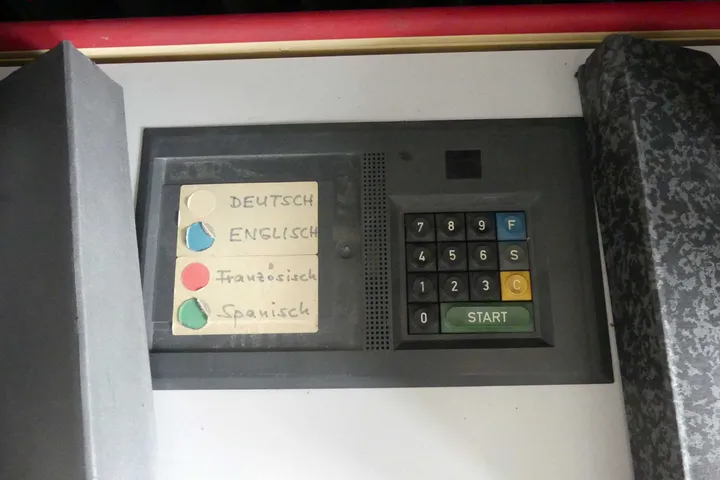 DEUTSCH
ENGLISCH
Französisch
Spanisch
7 8 9 F
4 5 6 S
1 2 3 C
0 START